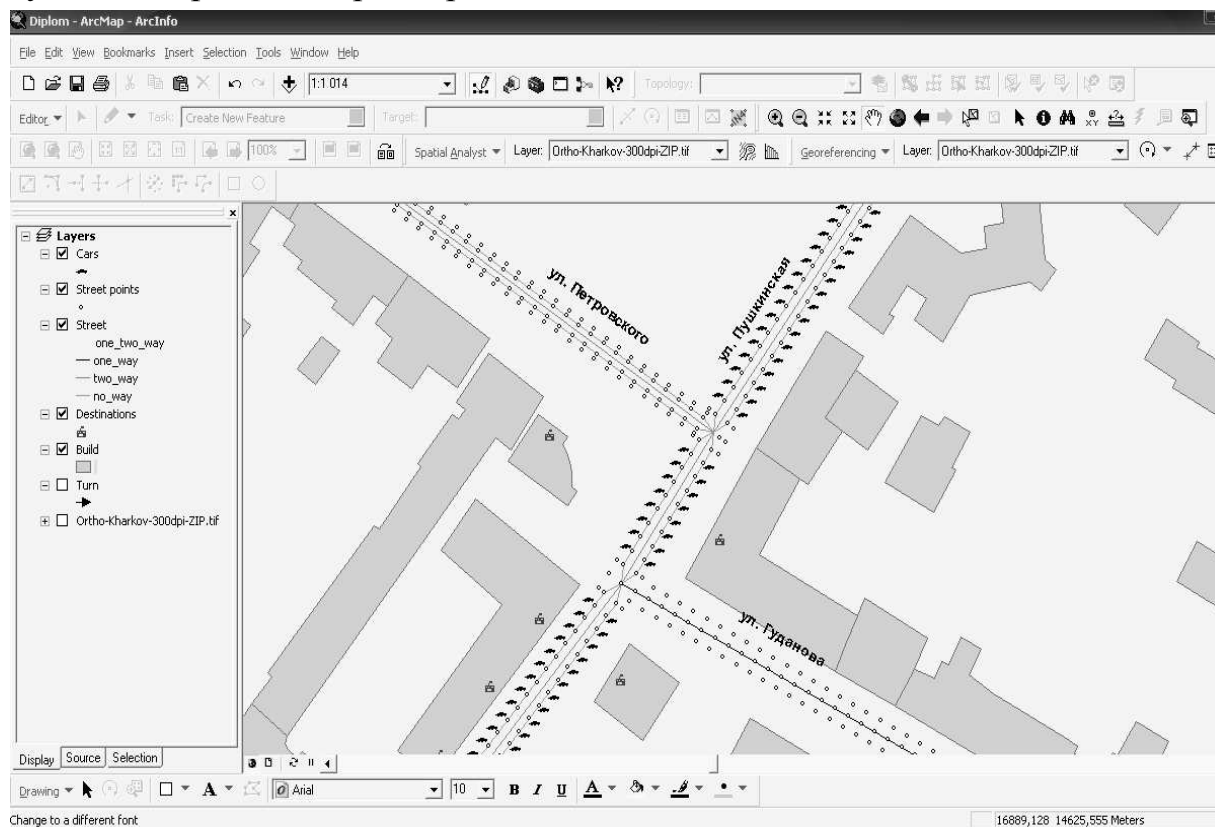 Diplom - ArcMap - ArcInfo
File Edit View Bookmarks Insert Selection Tools Window Help
1:1 014 Topology:
Editor Task: Create New Feature Target:
100% Spatial Analyst Layer: Ortho-Kharkov-300dpi-ZIP.tif Georeferencing Layer: Ortho-Kharkov-300dpi-ZIP.tif
Layers
Cars
Street points
Street
one_two_way
one_way
two_way
no_way
Destinations
Build
Turn
Ortho-Kharkov-300dpi-ZIP.tif
ул. Петровского
ул. Пушкинская
ул. Гуданова
Display Source Selection
Drawing A Arial 10 B I U A
Change to a different font 16889,128 14625,555 Meters